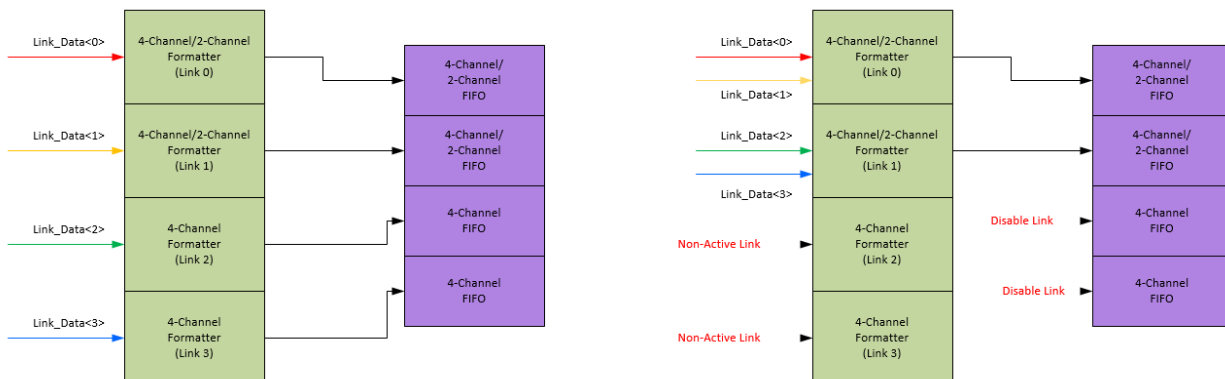 Link_Data<0>
4-Channel/2-Channel
Formatter
(Link 0)
4-Channel/
2-Channel
FIFO
Link_Data<1>
4-Channel/2-Channel
Formatter
(Link 1)
4-Channel/
2-Channel
FIFO
Link_Data<2>
4-Channel
Formatter
(Link 2)
4-Channel
FIFO
Link_Data<3>
4-Channel
Formatter
(Link 3)
4-Channel
FIFO
Link_Data<0>
Link_Data<1>
4-Channel/2-Channel
Formatter
(Link 0)
4-Channel/
2-Channel
FIFO
Link_Data<2>
Link_Data<3>
4-Channel/2-Channel
Formatter
(Link 1)
4-Channel/
2-Channel
FIFO
Non-Active Link
4-Channel
Formatter
(Link 2)
Disable Link
4-Channel
FIFO
Non-Active Link
4-Channel
Formatter
(Link 3)
Disable Link
4-Channel
FIFO